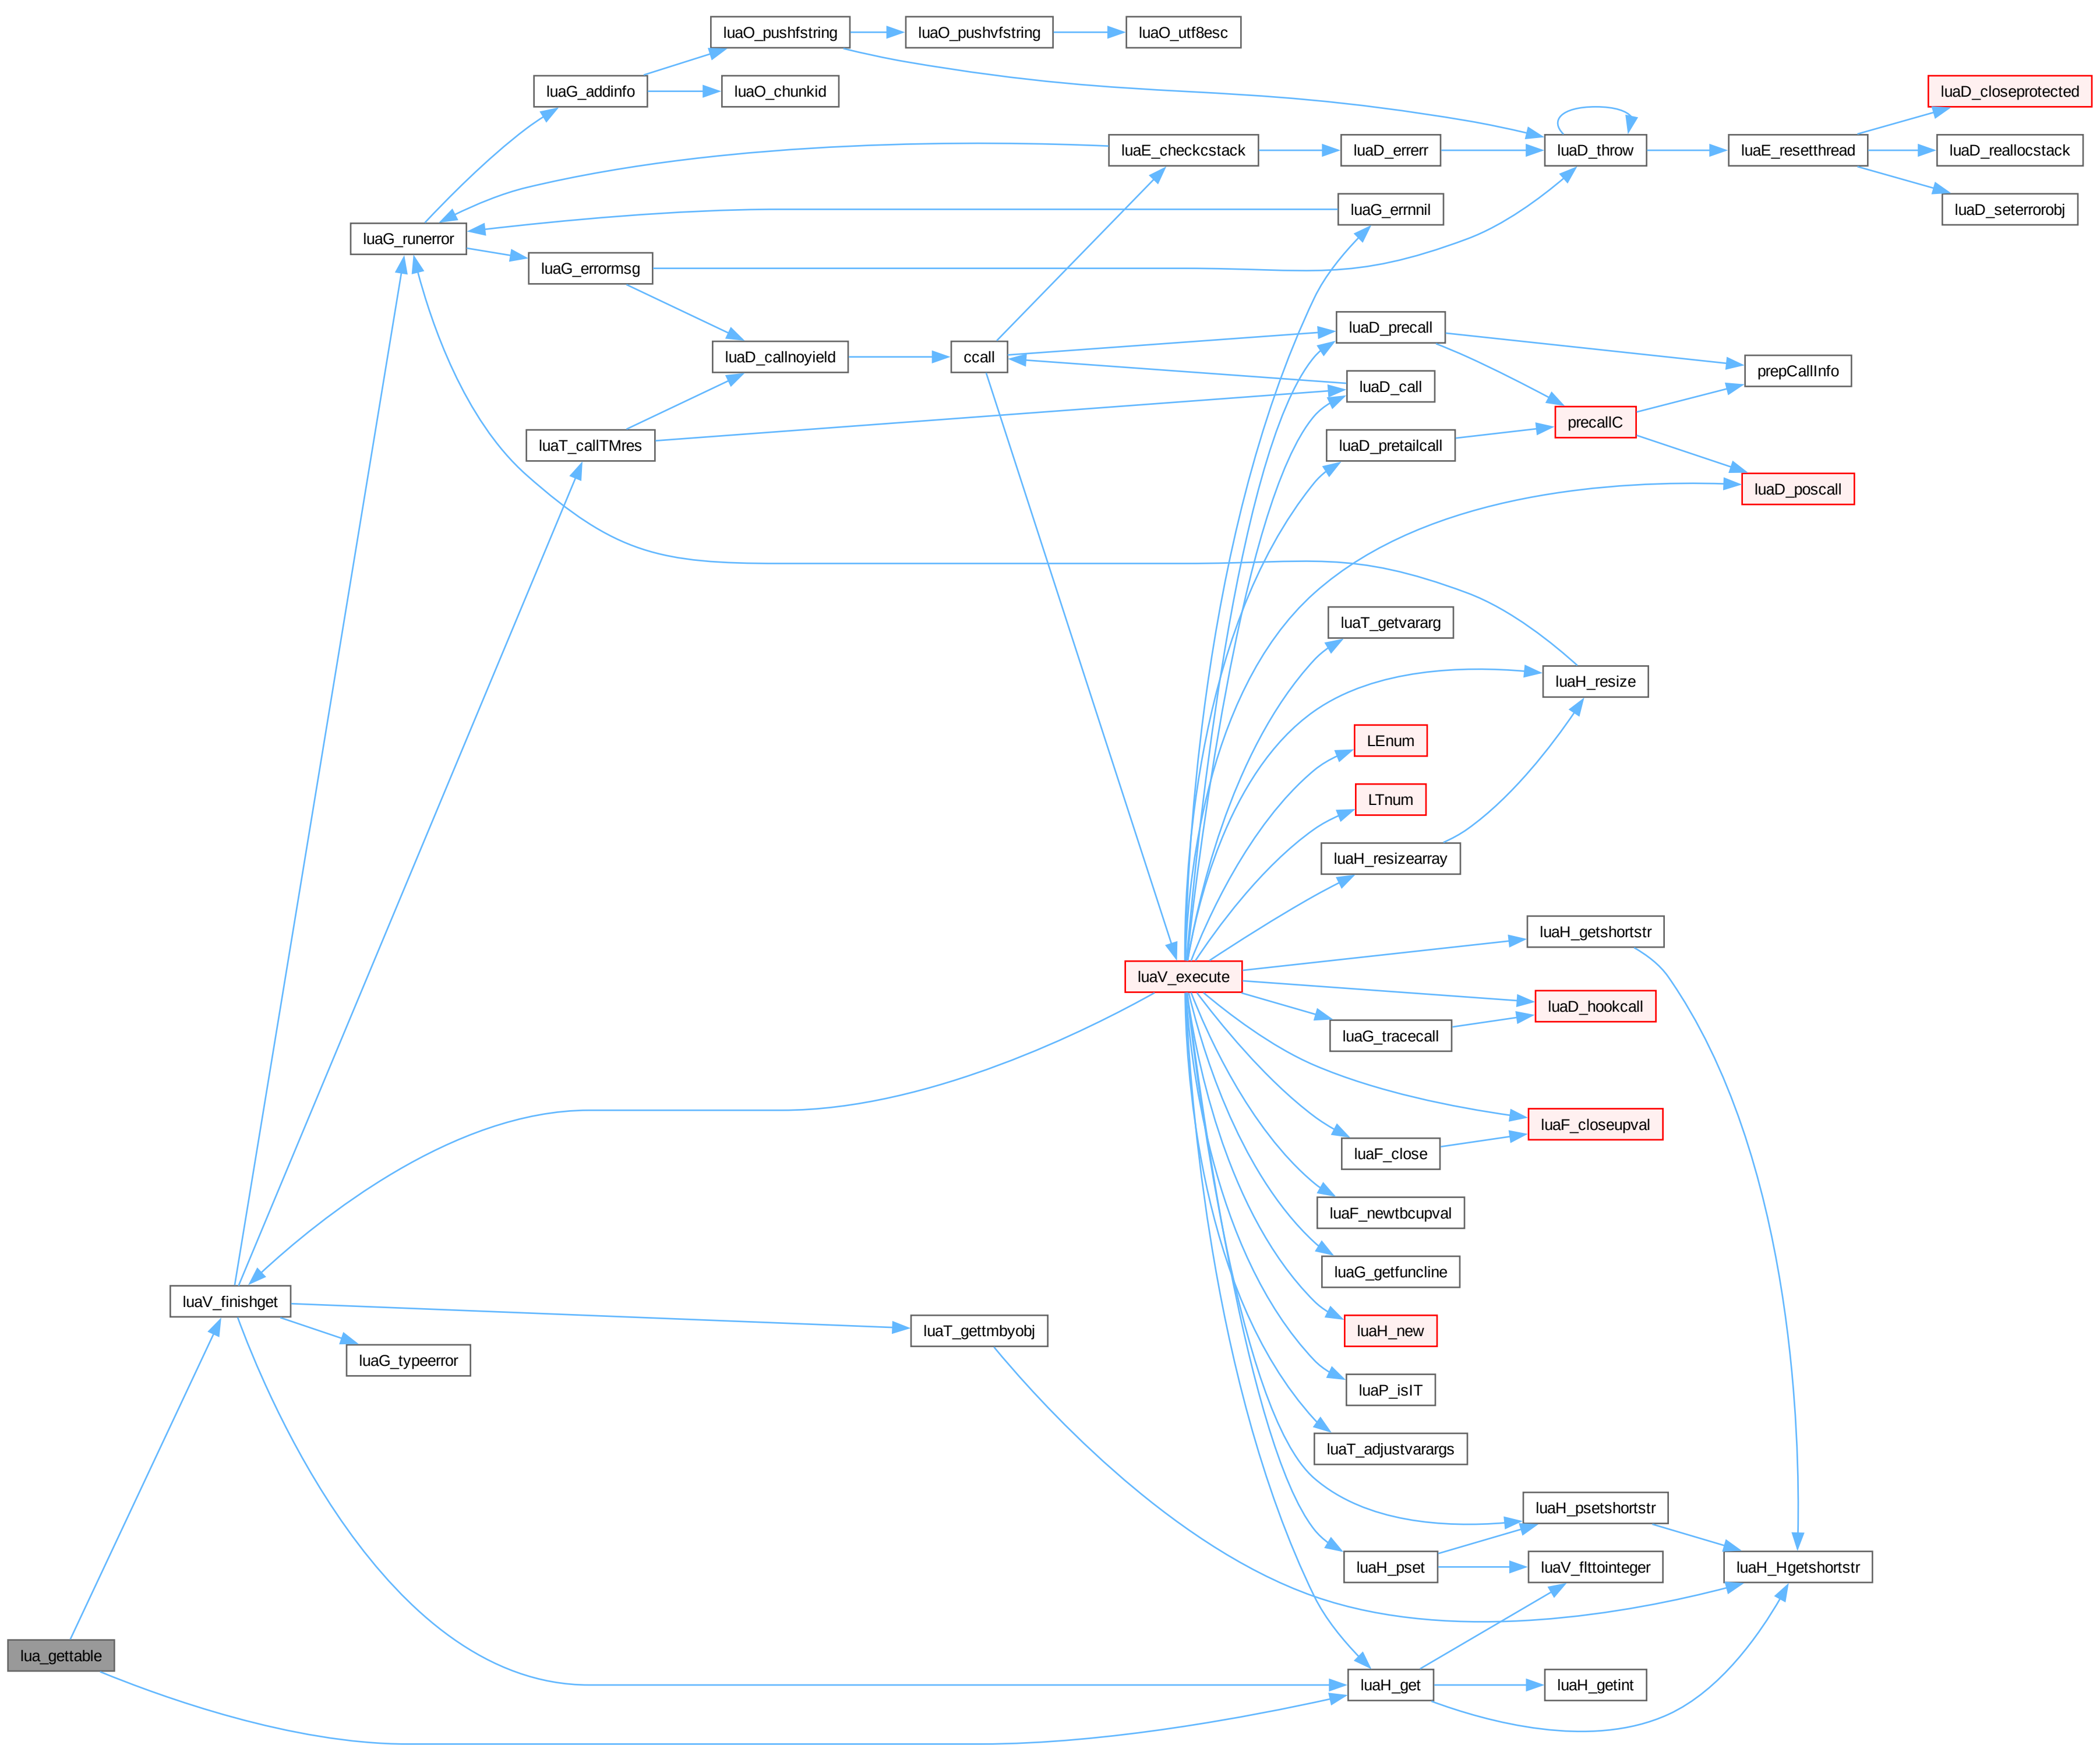 luaO_pushfstring
luaO_pushvfstring
luaO_utf8esc
luaG_addinfo
luaO_chunkid
luaD_closeprotected
luaE_checkcstack
luaD_errerr
luaD_throw
luaE_resetthread
luaD_reallocstack
luaG_errnnil
luaD_seterrorobj
luaG_runerror
luaG_errormsg
luaD_precall
luaD_callnoyield
ccall
prepCallInfo
luaD_call
precallC
luaT_callTMres
luaD_pretailcall
luaD_poscall
luaT_getvararg
luaH_resize
LEnum
LTnum
luaH_resizearray
luaH_getshortstr
luaV_execute
luaD_hookcall
luaG_tracecall
luaF_closeupval
luaF_close
luaF_newtbcupval
luaG_getfuncline
luaV_finishget
luaT_gettmbyobj
luaH_new
luaG_typeerror
luaP_isIT
luaT_adjustvarargs
luaH_psetshortstr
luaH_pset
luaV_flttointeger
luaH_Hgetshortstr
lua_gettable
luaH_get
luaH_getint